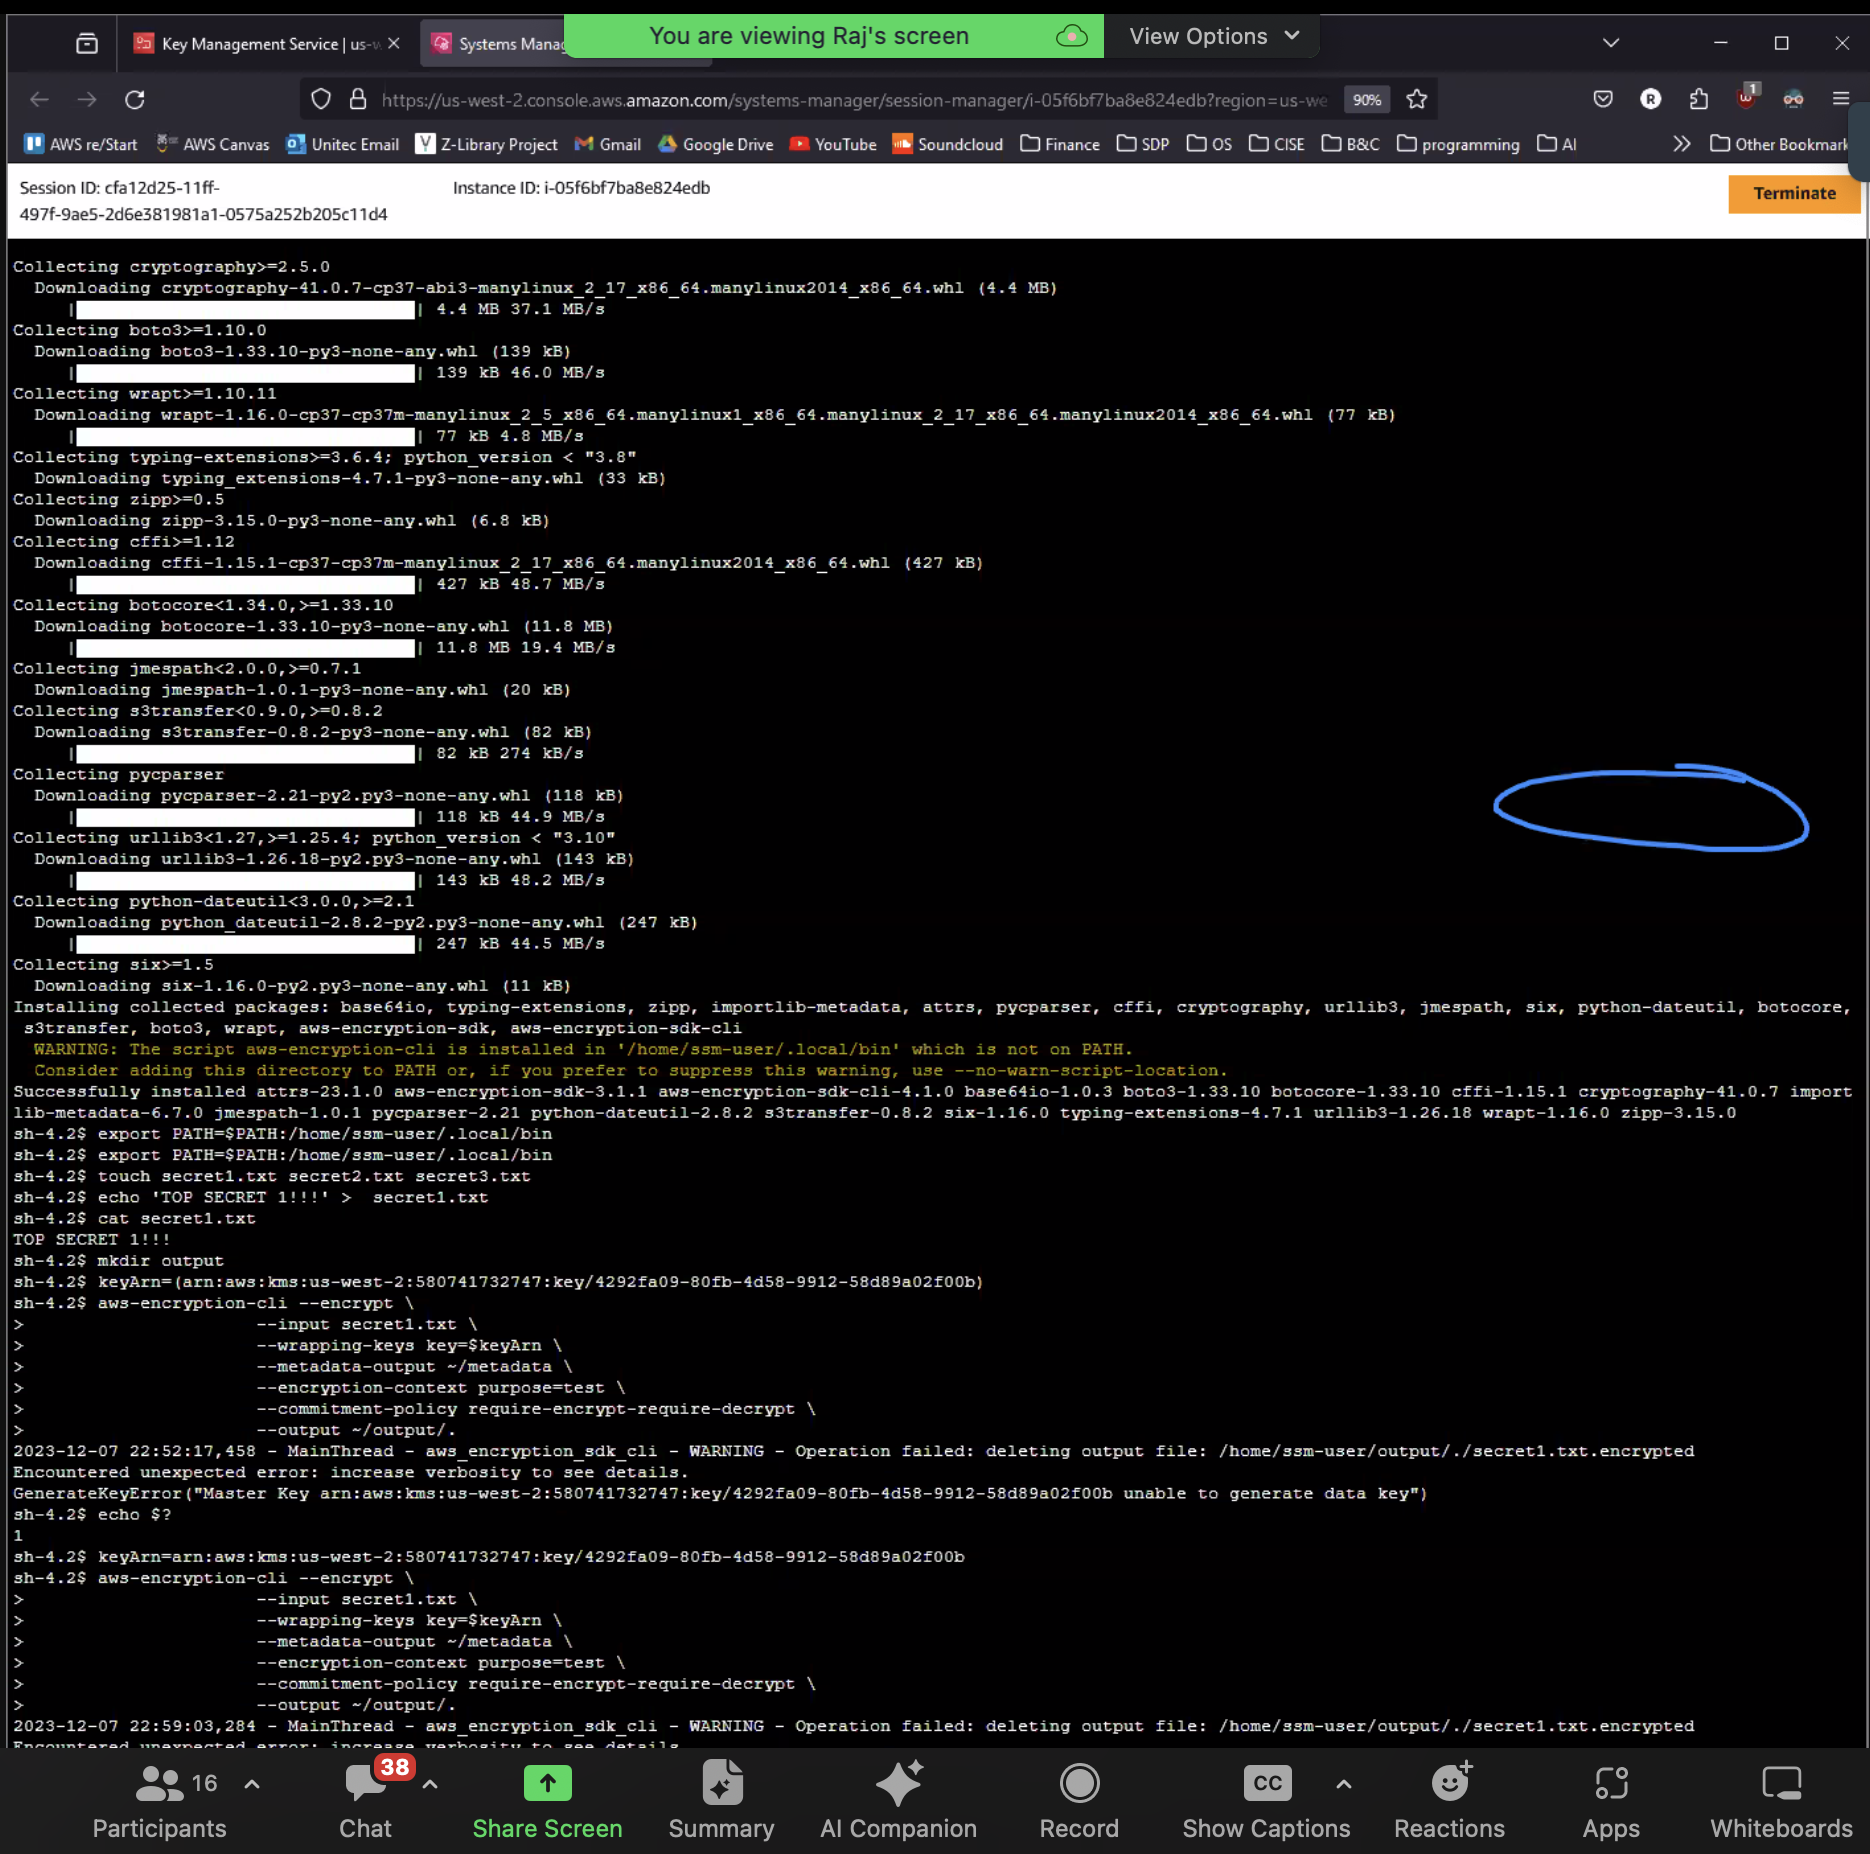 You are viewing Raj's screen
View Options
Key Management Service | us-w
Systems Manag
https://us-west-2.console.aws.amazon.com/systems-manager/session-manager/i-05f6bf7ba8e824edb?region=us-we
90%
R
1
AWS re/Start
AWS Canvas
Unitec Email
Z-Library Project
Gmail
Google Drive
YouTube
Soundcloud
Finance
SDP
OS
CISE
B&C
programming
AI
Other Bookmark
Session ID: cfa12d25-11ff-
497f-9ae5-2d6e381981a1-0575a252b205c11d4
Instance ID: i-05f6bf7ba8e824edb
Terminate
Collecting cryptography>=2.5.0
Downloading cryptography-41.0.7-cp37-abi3-manylinux_2_17_x86_64.manylinux2014_x86_64.whl (4.4 MB)
| | 4.4 MB 37.1 MB/s
Collecting boto3>=1.10.0
Downloading boto3-1.33.10-py3-none-any.whl (139 kB)
| | 139 kB 46.0 MB/s
Collecting wrapt>=1.10.11
Downloading wrapt-1.16.0-cp37-cp37m-manylinux_2_5_x86_64.manylinux1_x86_64.manylinux_2_17_x86_64.manylinux2014_x86_64.whl (77 kB)
| | 77 kB 4.8 MB/s
Collecting typing-extensions>=3.6.4; python_version < "3.8"
Downloading typing_extensions-4.7.1-py3-none-any.whl (33 kB)
Collecting zipp>=0.5
Downloading zipp-3.15.0-py3-none-any.whl (6.8 kB)
Collecting cffi>=1.12
Downloading cffi-1.15.1-cp37-cp37m-manylinux_2_17_x86_64.manylinux2014_x86_64.whl (427 kB)
| | 427 kB 48.7 MB/s
Collecting botocore<1.34.0,>=1.33.10
Downloading botocore-1.33.10-py3-none-any.whl (11.8 MB)
| | 11.8 MB 19.4 MB/s
Collecting jmespath<2.0.0,>=0.7.1
Downloading jmespath-1.0.1-py3-none-any.whl (20 kB)
Collecting s3transfer<0.9.0,>=0.8.2
Downloading s3transfer-0.8.2-py3-none-any.whl (82 kB)
| | 82 kB 274 kB/s
Collecting pycparser
Downloading pycparser-2.21-py2.py3-none-any.whl (118 kB)
| | 118 kB 44.9 MB/s
Collecting urllib3<1.27,>=1.25.4; python_version < "3.10"
Downloading urllib3-1.26.18-py2.py3-none-any.whl (143 kB)
| | 143 kB 48.2 MB/s
Collecting python-dateutil<3.0.0,>=2.1
Downloading python_dateutil-2.8.2-py2.py3-none-any.whl (247 kB)
| | 247 kB 44.5 MB/s
Collecting six>=1.5
Downloading six-1.16.0-py2.py3-none-any.whl (11 kB)
Installing collected packages: base64io, typing-extensions, zipp, importlib-metadata, attrs, pycparser, cffi, cryptography, urllib3, jmespath, six, python-dateutil, botocore,
s3transfer, boto3, wrapt, aws-encryption-sdk, aws-encryption-sdk-cli
WARNING: The script aws-encryption-cli is installed in '/home/ssm-user/.local/bin' which is not on PATH.
Consider adding this directory to PATH or, if you prefer to suppress this warning, use --no-warn-script-location.
Successfully installed attrs-23.1.0 aws-encryption-sdk-3.1.1 aws-encryption-sdk-cli-4.1.0 base64io-1.0.3 boto3-1.33.10 botocore-1.33.10 cffi-1.15.1 cryptography-41.0.7 import
lib-metadata-6.7.0 jmespath-1.0.1 pycparser-2.21 python-dateutil-2.8.2 s3transfer-0.8.2 six-1.16.0 typing-extensions-4.7.1 urllib3-1.26.18 wrapt-1.16.0 zipp-3.15.0
sh-4.2$ export PATH=$PATH:/home/ssm-user/.local/bin
sh-4.2$ export PATH=$PATH:/home/ssm-user/.local/bin
sh-4.2$ touch secret1.txt secret2.txt secret3.txt
sh-4.2$ echo 'TOP SECRET 1!!!' >  secret1.txt
sh-4.2$ cat secret1.txt
TOP SECRET 1!!!
sh-4.2$ mkdir output
sh-4.2$ keyArn=(arn:aws:kms:us-west-2:580741732747:key/4292fa09-80fb-4d58-9912-58d89a02f00b)
sh-4.2$ aws-encryption-cli --encrypt \
> --input secret1.txt \
> --wrapping-keys key=$keyArn \
> --metadata-output ~/metadata \
> --encryption-context purpose=test \
> --commitment-policy require-encrypt-require-decrypt \
> --output ~/output/.
2023-12-07 22:52:17,458 - MainThread - aws_encryption_sdk_cli - WARNING - Operation failed: deleting output file: /home/ssm-user/output/./secret1.txt.encrypted
Encountered unexpected error: increase verbosity to see details.
GenerateKeyError("Master Key arn:aws:kms:us-west-2:580741732747:key/4292fa09-80fb-4d58-9912-58d89a02f00b unable to generate data key")
sh-4.2$ echo $?
1
sh-4.2$ keyArn=arn:aws:kms:us-west-2:580741732747:key/4292fa09-80fb-4d58-9912-58d89a02f00b
sh-4.2$ aws-encryption-cli --encrypt \
> --input secret1.txt \
> --wrapping-keys key=$keyArn \
> --metadata-output ~/metadata \
> --encryption-context purpose=test \
> --commitment-policy require-encrypt-require-decrypt \
> --output ~/output/.
2023-12-07 22:59:03,284 - MainThread - aws_encryption_sdk_cli - WARNING - Operation failed: deleting output file: /home/ssm-user/output/./secret1.txt.encrypted
Encountered unexpected error: increase verbosity to see details.
16
38
CC
Participants
Chat
Share Screen
Summary
AI Companion
Record
Show Captions
Reactions
Apps
Whiteboards